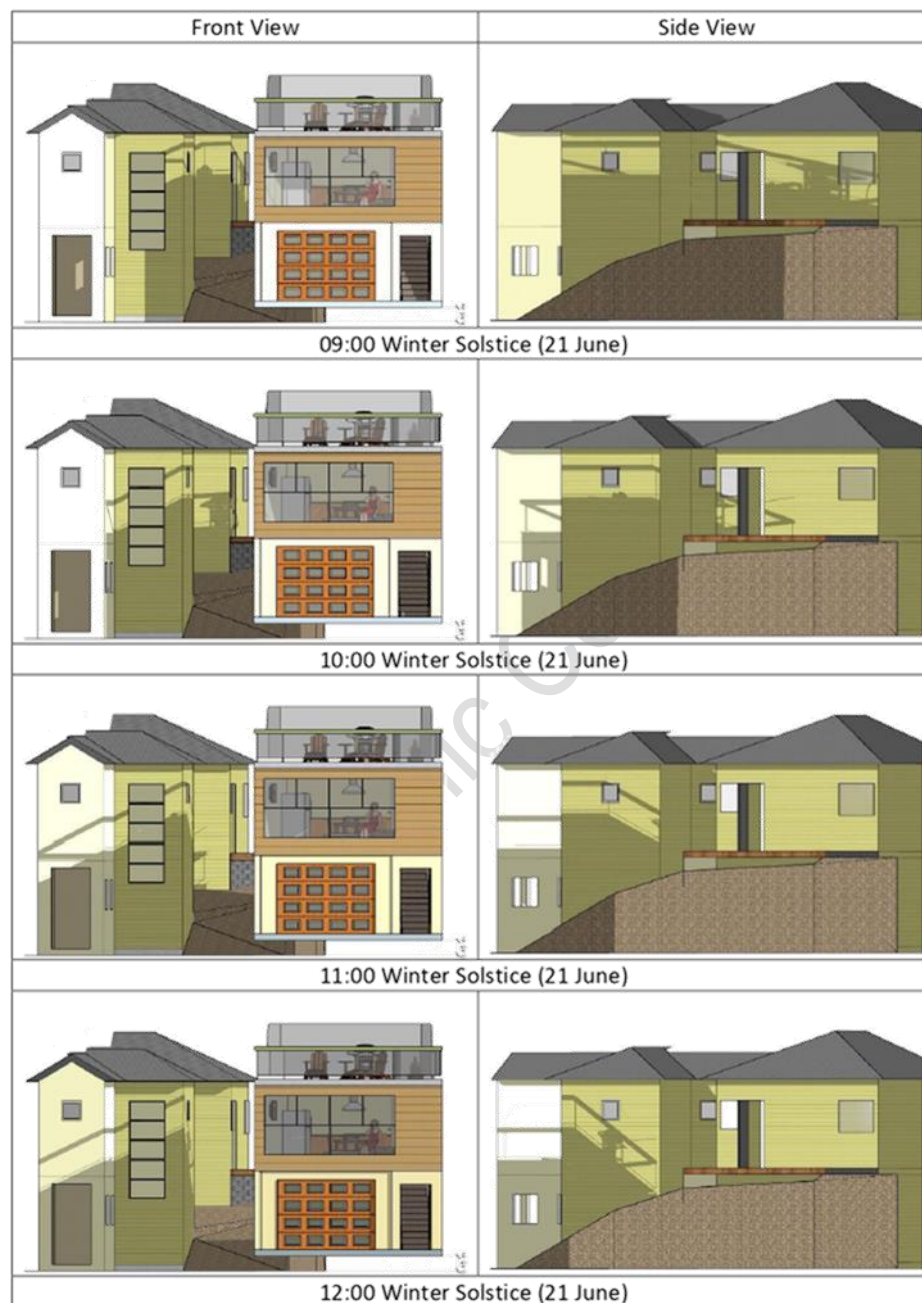 Front View
Side View
09:00 Winter Solstice (21 June)
10:00 Winter Solstice (21 June)
11:00 Winter Solstice (21 June)
12:00 Winter Solstice (21 June)